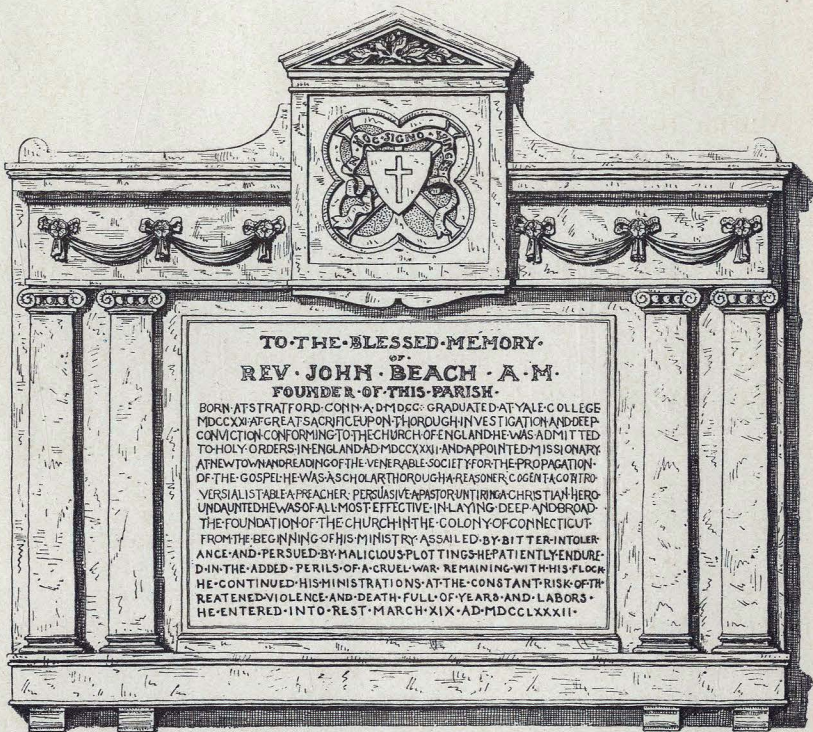 IN·HOC·SIGNO·VINCES
TO·THE·BLESSED·MEMORY·
OF·
REV·JOHN·BEACH·A·M·
FOUNDER·OF·THIS·PARISH·
BORN·AT·STRATFORD·CONN·A·D·MDCC·GRADUATED·AT·YALE·COLLEGE
MDCCXXI·AT·GREAT·SACRIFICE·UPON·THOROUGH·INVESTIGATION·AND·DEEP
CONVICTION·CONFORMING·TO·THE·CHURCH·OF·ENGLAND·HE·WAS·ADMITTED
TO·HOLY·ORDERS·IN·ENGLAND·AD·MDCCXXXII·AND·APPOINTED·MISSIONARY·
AT·NEWTOWN·AND·READING·OF·THE·VENERABLE·SOCIETY·FOR·THE·PROPAGATION·
OF·THE·GOSPEL·HE·WAS·A·SCHOLAR·THOROUGH·A·REASONER·COGENT·A·CONTRO
VERSIALIST·ABLE·A·PREACHER·PERSUASIVE·A·PASTOR·UNTIRING·A·CHRISTIAN·HERO·
UNDAUNTED·HE·WAS·OF·ALL·MOST·EFFECTIVE·IN·LAYING·DEEP·AND·BROAD
THE·FOUNDATION·OF·THE·CHURCH·IN·THE·COLONY·OF·CONNECTICUT·
FROM·THE·BEGINNING·OF·HIS·MINISTRY·ASSAILED·BY·BITTER·INTOLER
ANCE·AND·PERSUED·BY·MALICIOUS·PLOTTINGS·HE·PATIENTLY·ENDURE
D·IN·THE·ADDED·PERILS·OF·A·CRUEL·WAR·REMAINING·WITH·HIS·FLOCK
HE·CONTINUED·HIS·MINISTRATIONS·AT·THE·CONSTANT·RISK·OF·TH
REATENED·VIOLENCE·AND·DEATH·FULL·OF·YEARS·AND·LABORS·
HE·ENTERED·INTO·REST·MARCH·XIX·AD·MDCCLXXXII·